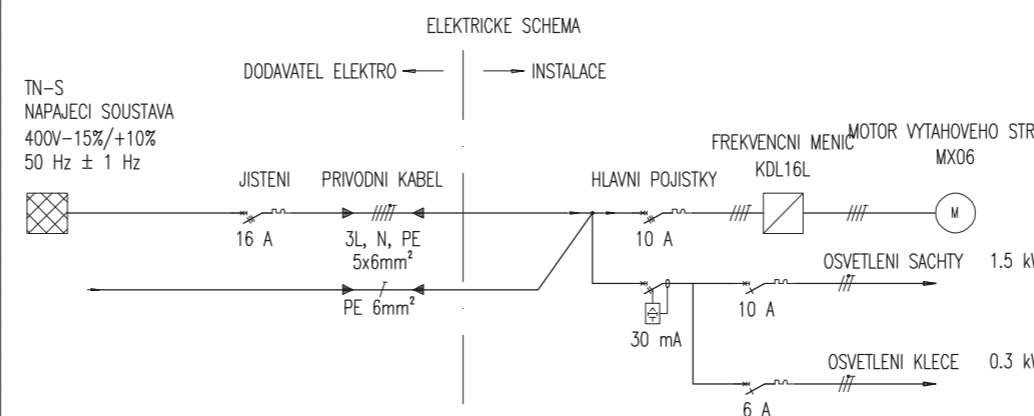 ELEKTRICKE SCHEMA
DODAVATEL ELEKTRO
INSTALACE
TN-S
NAPAJECI SOUSTAVA
400V-15%/+10%
50 Hz ± 1 Hz
JISTENI
PRIVODNI KABEL
HLAVNI POJISTKY
FREKVENCNI MENIC
KDL16L
MOTOR VYTAHOVEHO STR
MX06
M
16 A
3L, N, PE
5x6mm²
10 A
PE 6mm²
OSVETLENI SACHTY 1.5 kW
10 A
30 mA
OSVETLENI KLECE 0.3 kW
6 A